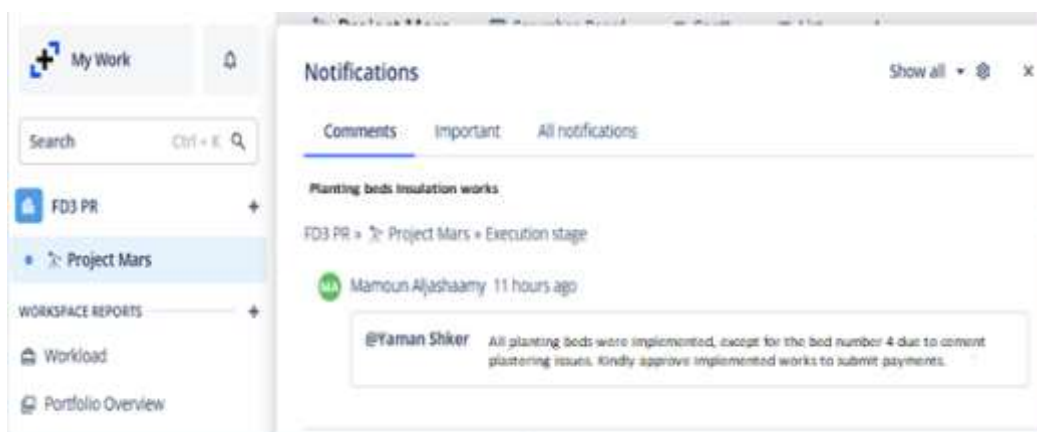 My Work
Search Ctrl + K
FD3 PR +
Project Mars
WORKSPACE REPORTS +
Workload
Portfolio Overview
Project Mars
Notifications
Show all
Comments Important All notifications
Planting beds Insulation works
FD3 PR » Project Mars » Execution stage
MA Mamoun Aljashaamy 11 hours ago
@Yaman Shiker All planting beds were implemented, except for the bed number 4 due to cement
plastering issues. Kindly approve implemented works to submit payments.